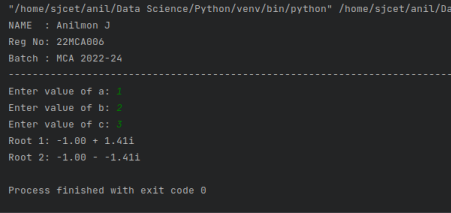 "/home/sjcet/anil/Data Science/Python/venv/bin/python" /home/sjcet/anil/Da
NAME  : Anilmon J
Reg No: 22MCA006
Batch : MCA 2022-24
--------------------------------------------------------------------------
Enter value of a: 1
Enter value of b: 2
Enter value of c: 3
Root 1: -1.00 + 1.41i
Root 2: -1.00 - -1.41i
Process finished with exit code 0